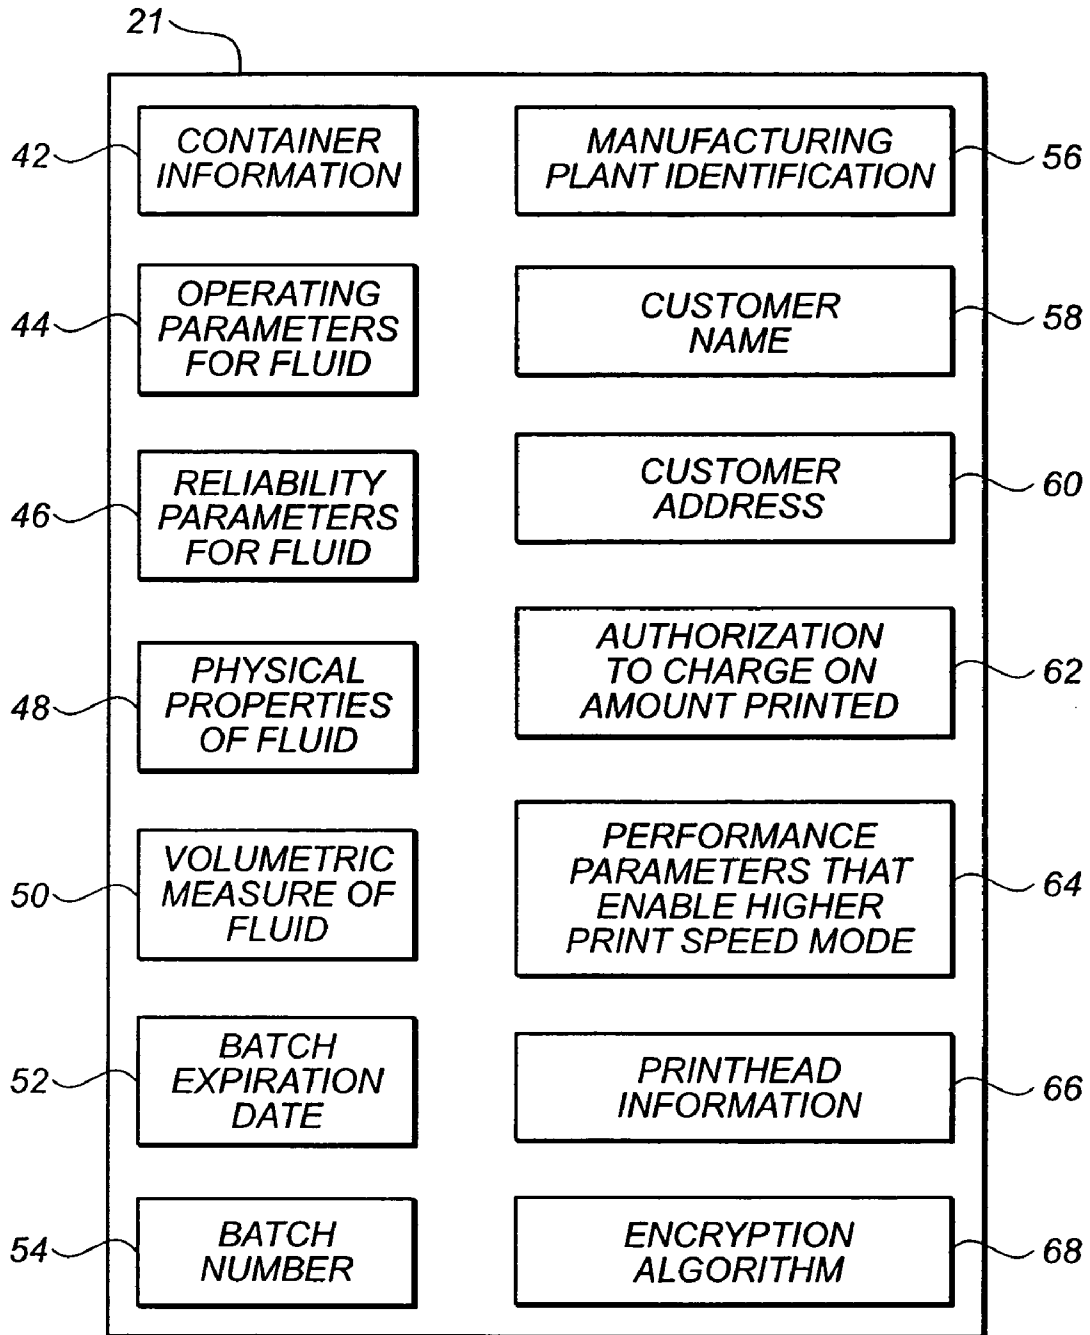 21
42
CONTAINER
INFORMATION
44
OPERATING
PARAMETERS
FOR FLUID
46
RELIABILITY
PARAMETERS
FOR FLUID
48
PHYSICAL
PROPERTIES
OF FLUID
50
VOLUMETRIC
MEASURE OF
FLUID
52
BATCH
EXPIRATION
DATE
54
BATCH
NUMBER
MANUFACTURING
PLANT IDENTIFICATION
56
CUSTOMER
NAME
58
CUSTOMER
ADDRESS
60
AUTHORIZATION
TO CHARGE ON
AMOUNT PRINTED
62
PERFORMANCE
PARAMETERS THAT
ENABLE HIGHER
PRINT SPEED MODE
64
PRINTHEAD
INFORMATION
66
ENCRYPTION
ALGORITHM
68